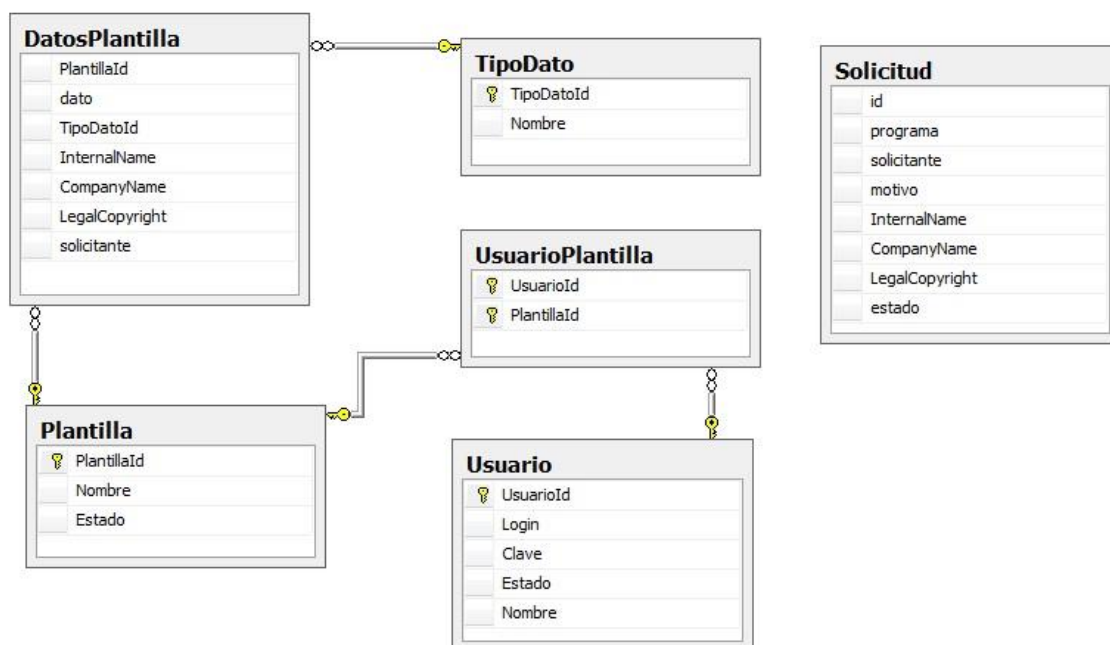 DatosPlantilla
PlantillaId
dato
TipoDatoId
InternalName
CompanyName
LegalCopyright
solicitante
TipoDato
TipoDatoId
Nombre
Solicitud
id
programa
solicitante
motivo
InternalName
CompanyName
LegalCopyright
estado
UsuarioPlantilla
UsuarioId
PlantillaId
Plantilla
PlantillaId
Nombre
Estado
Usuario
UsuarioId
Login
Clave
Estado
Nombre